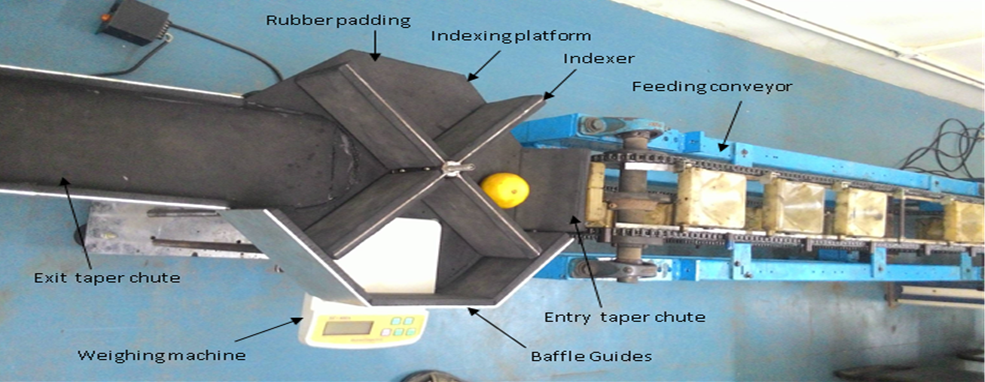 Rubber padding
Indexing platform
Indexer
Feeding conveyor
Exit taper chute
Entry taper chute
Weighing machine
Baffle Guides